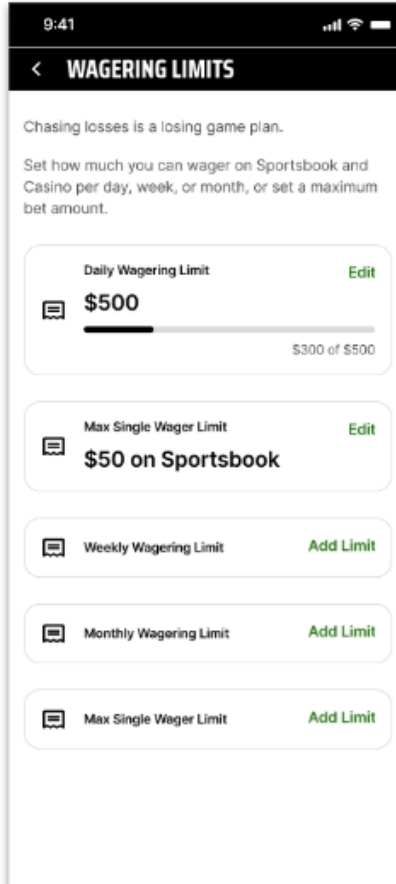 9:41
WAGERING LIMITS
Chasing losses is a losing game plan.
Set how much you can wager on Sportsbook and
Casino per day, week, or month, or set a maximum
bet amount.
Daily Wagering Limit
Edit
$500
$300 of $500
Max Single Wager Limit
Edit
$50 on Sportsbook
Weekly Wagering Limit
Add Limit
Monthly Wagering Limit
Add Limit
Max Single Wager Limit
Add Limit